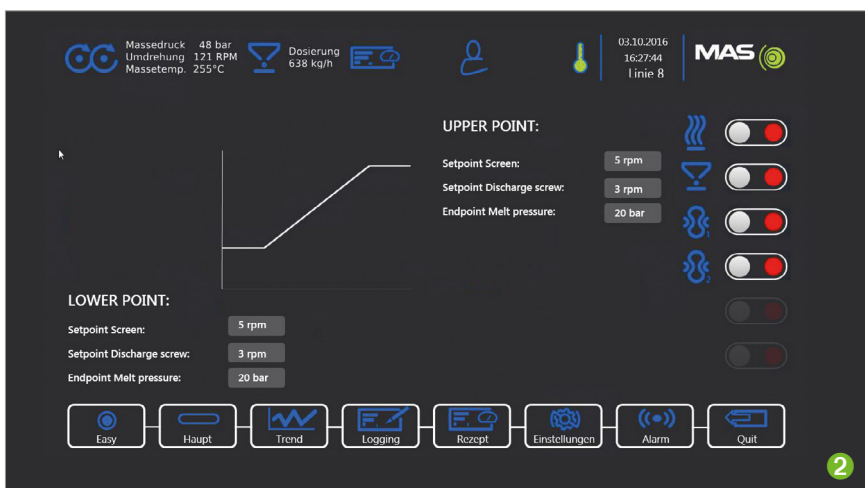 Massedruck 48 bar
Umdrehung 121 RPM
Massetemp. 255°C
Dosierung
638 kg/h
03.10.2016
16:27:44
Linie 8
MAS
UPPER POINT:
Setpoint Screen: 5 rpm
Setpoint Discharge screw: 3 rpm
Endpoint Melt pressure: 20 bar
1
2
LOWER POINT:
Setpoint Screen: 5 rpm
Setpoint Discharge screw: 3 rpm
Endpoint Melt pressure: 20 bar
Easy
Haupt
Trend
Logging
Rezept
Einstellungen
Alarm
Quit
2